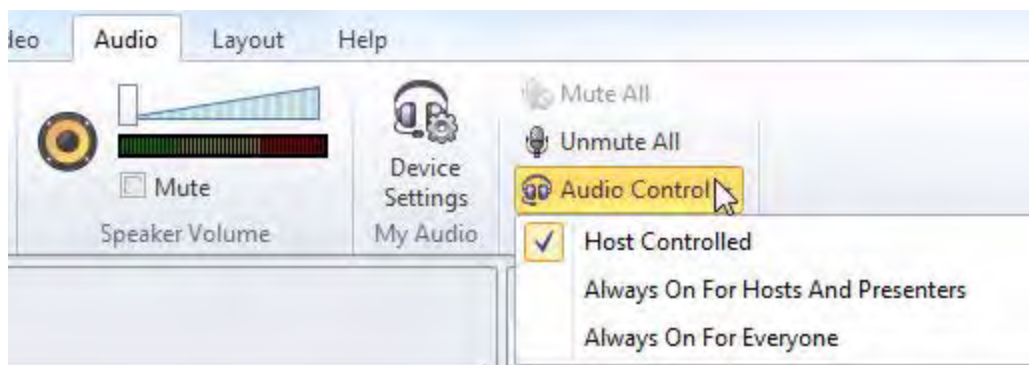 deo Audio Layout Help
Mute All
Unmute All
Device Settings
Mute
Audio Control
Speaker Volume
My Audio
Host Controlled
Always On For Hosts And Presenters
Always On For Everyone